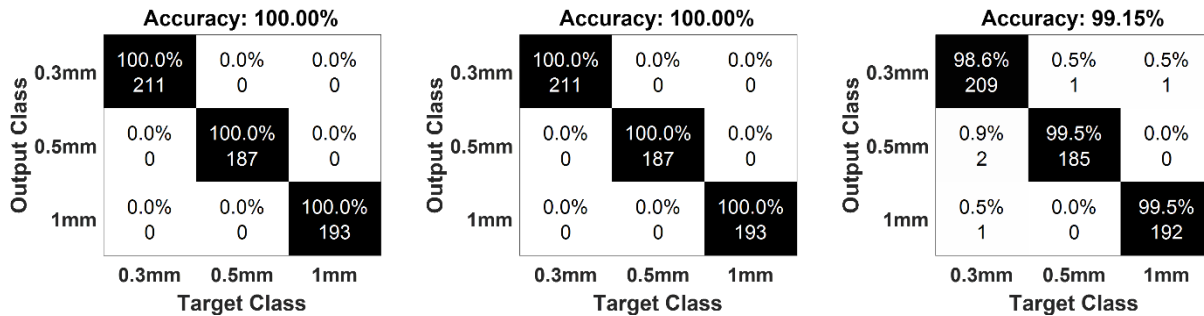 Accuracy: 100.00%
Output Class
0.3mm
100.0% 0.0% 0.0%
211 0 0
0.5mm
0.0% 100.0% 0.0%
0 187 0
1mm
0.0% 0.0% 100.0%
0 0 193
0.3mm 0.5mm 1mm
Target Class
Accuracy: 100.00%
Output Class
0.3mm
100.0% 0.0% 0.0%
211 0 0
0.5mm
0.0% 100.0% 0.0%
0 187 0
1mm
0.0% 0.0% 100.0%
0 0 193
0.3mm 0.5mm 1mm
Target Class
Accuracy: 99.15%
Output Class
0.3mm
98.6% 0.5% 0.5%
209 1 1
0.5mm
0.9% 99.5% 0.0%
2 185 0
1mm
0.5% 0.0% 99.5%
1 0 192
0.3mm 0.5mm 1mm
Target Class